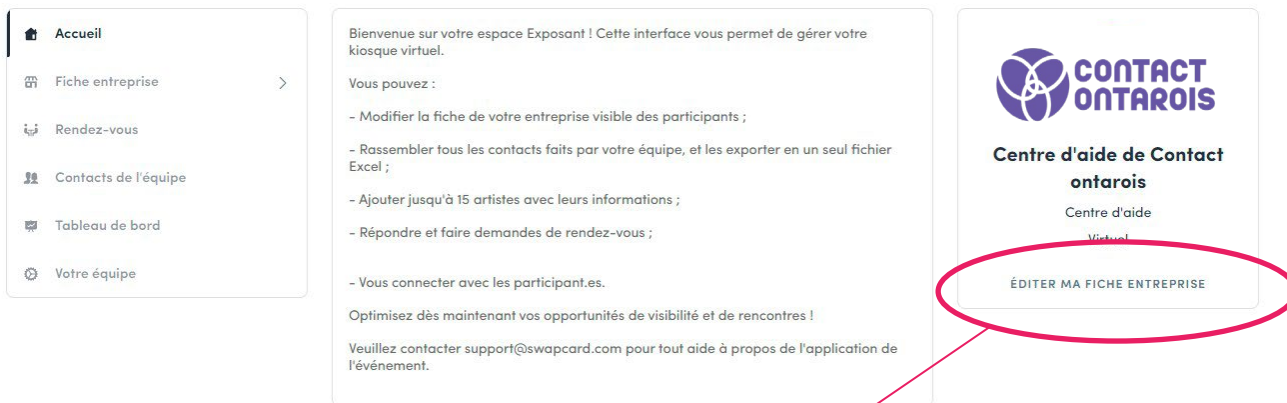 Accueil
Fiche entreprise
Rendez-vous
Contacts de l'équipe
Tableau de bord
Votre équipe
Bienvenue sur votre espace Exposant ! Cette interface vous permet de gérer votre
kiosque virtuel.
Vous pouvez :
- Modifier la fiche de votre entreprise visible des participants ;
- Rassembler tous les contacts faits par votre équipe, et les exporter en un seul fichier
Excel ;
- Ajouter jusqu'à 15 artistes avec leurs informations ;
- Répondre et faire demandes de rendez-vous ;
- Vous connecter avec les participant.es.
Optimisez dès maintenant vos opportunités de visibilité et de rencontres !
Veuillez contacter support@swapcard.com pour tout aide à propos de l'application de
l'événement.
CONTACT
ONTAROIS
Centre d'aide de Contact
ontarois
Centre d'aide
Virtuel
ÉDITER MA FICHE ENTREPRISE